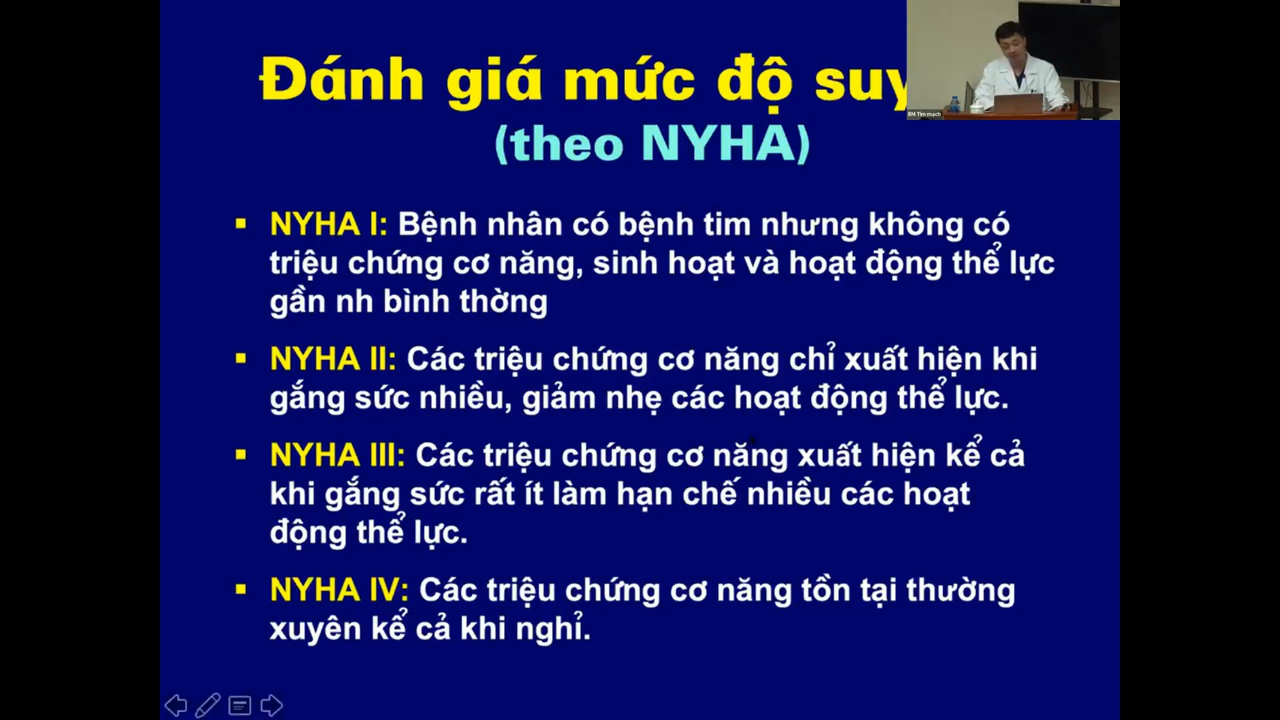 Đánh giá mức độ
BM Tim mạch
(theo NYHA)
NYHA I: Bệnh nhân có bệnh tim nhưng không có
triệu chứng cơ năng, sinh hoạt và hoạt động thể lực
gần nh bình thờng
NYHA II: Các triệu chứng cơ năng chỉ xuất hiện khi
gắng sức nhiều, giảm nhẹ các hoạt động thể lực.
NYHA III: Các triệu chứng cơ năng xuất hiện kể cả
khi gắng sức rất ít làm hạn chế nhiều các hoạt
động thể lực.
NYHA IV: Các triệu chứng cơ năng tồn tại thường
xuyên kể cả khi nghỉ.